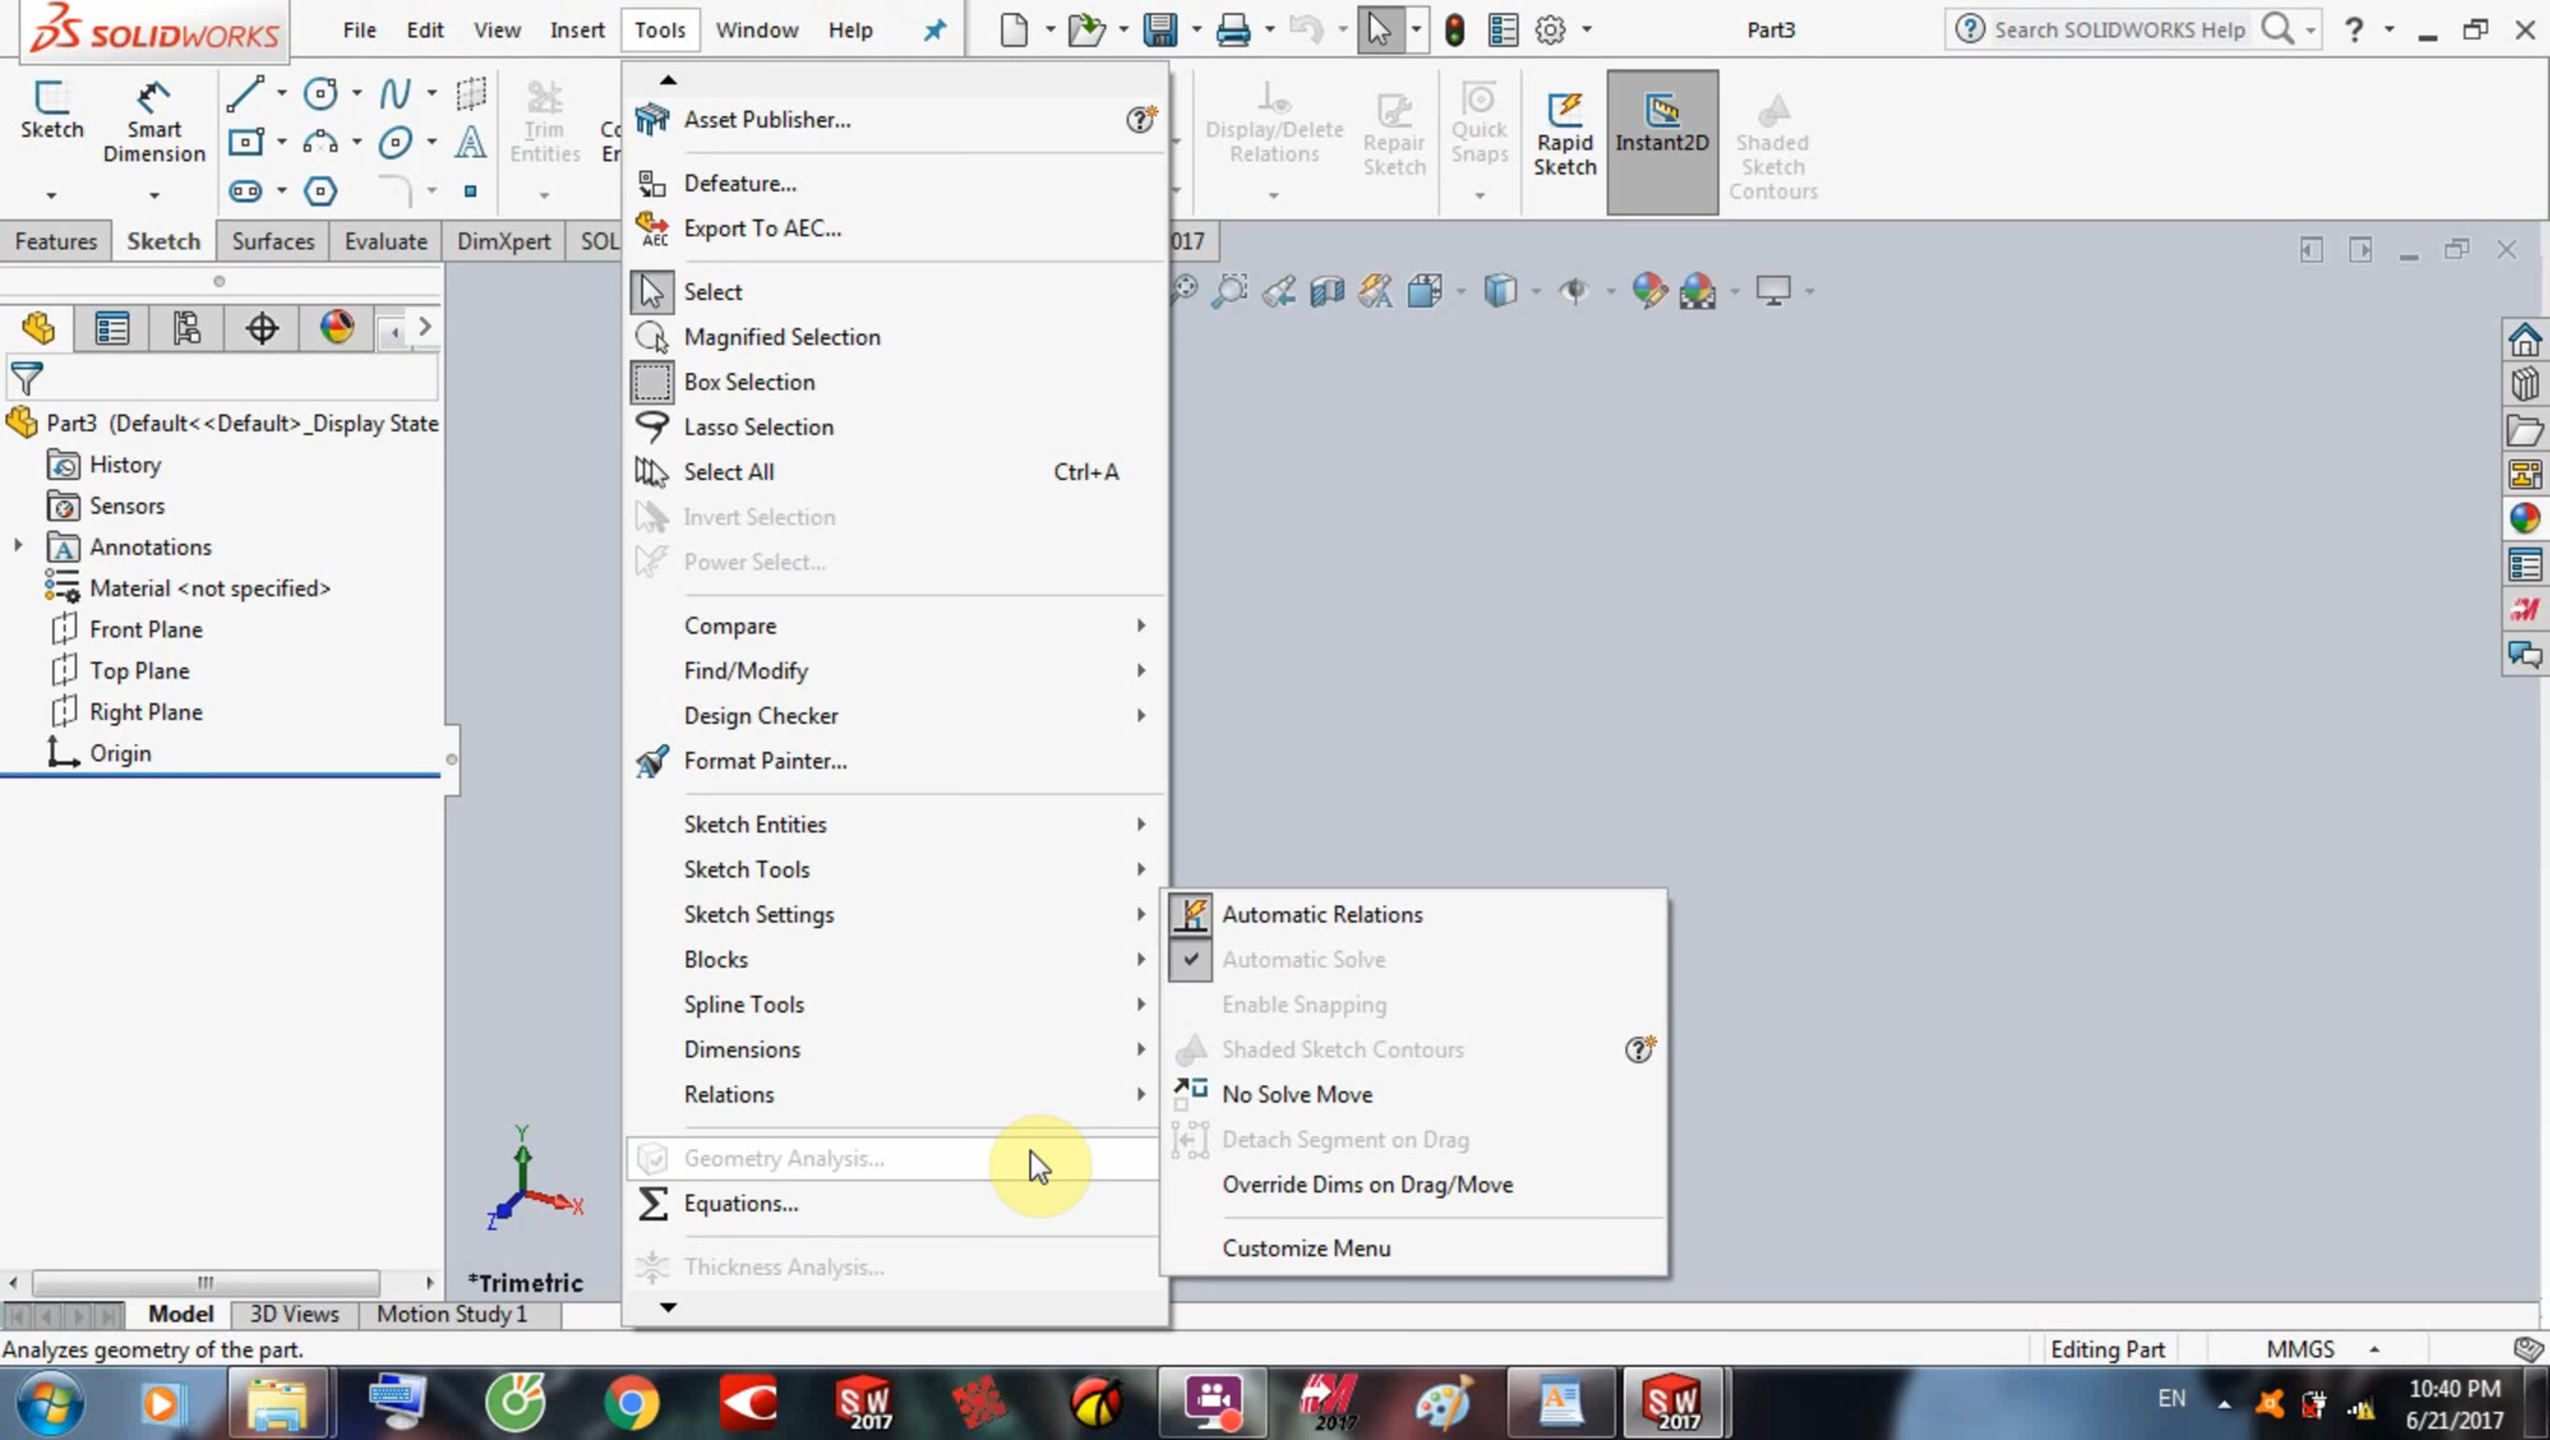 SOLIDWORKS
File Edit View Insert Tools Window Help
Part3
Search SOLIDWORKS Help
Sketch
Smart Dimension
Trim Entities
Display/Delete Relations
Repair Sketch
Quick Snaps
Rapid Sketch
Instant2D
Shaded Sketch Contours
Features Sketch Surfaces Evaluate DimXpert SOL 017
Part3 (Default<<Default>_Display State
History
Sensors
Annotations
Material <not specified>
Front Plane
Top Plane
Right Plane
Origin
Asset Publisher...
Defeature...
Export To AEC...
Select
Magnified Selection
Box Selection
Lasso Selection
Select All Ctrl+A
Invert Selection
Power Select...
Compare
Find/Modify
Design Checker
Format Painter...
Sketch Entities
Sketch Tools
Sketch Settings
Blocks
Spline Tools
Dimensions
Relations
Geometry Analysis...
Equations...
Thickness Analysis...
Automatic Relations
Automatic Solve
Enable Snapping
Shaded Sketch Contours
No Solve Move
Detach Segment on Drag
Override Dims on Drag/Move
Customize Menu
Y
X
Z
*Trimetric
Model 3D Views Motion Study 1
Analyzes geometry of the part.
Editing Part MMGS
SW 2017
2017
SW 2017
EN
10:40 PM
6/21/2017